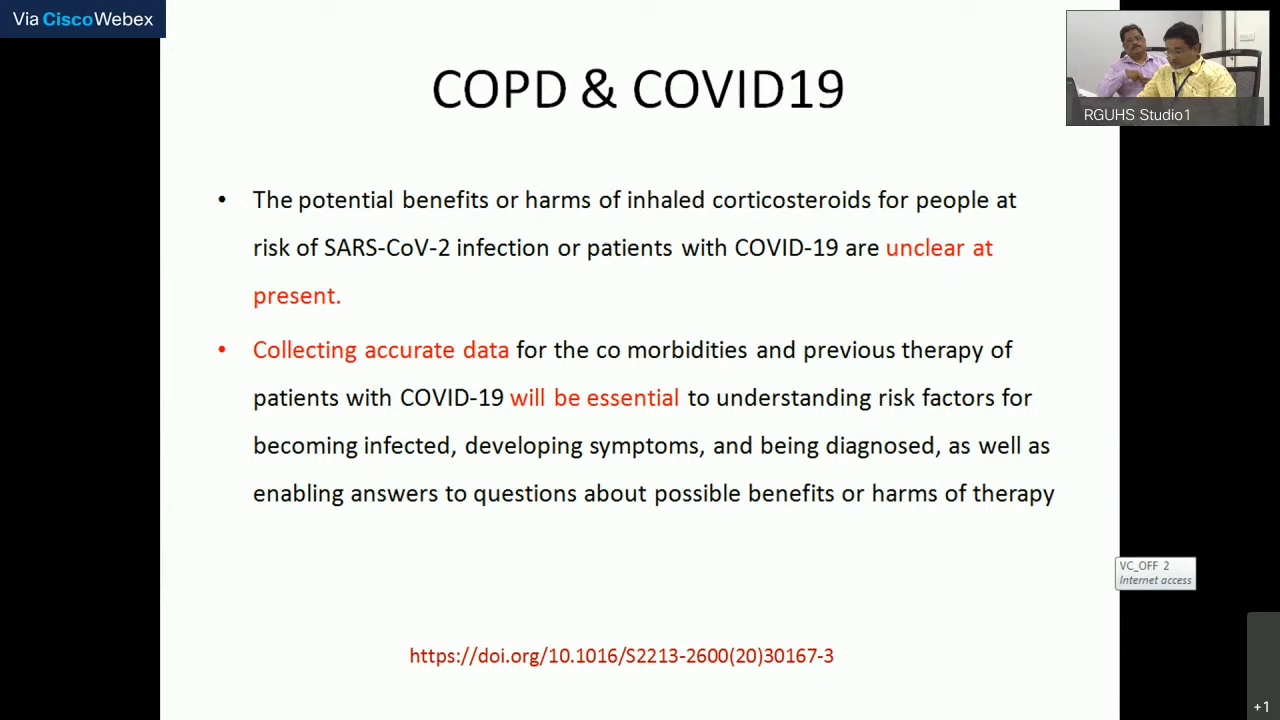 Via CiscoWebex
COPD & COVID19
RGUHS Studio1
• The potential benefits or harms of inhaled corticosteroids for people at
risk of SARS-CoV-2 infection or patients with COVID-19 are unclear at
present.
• Collecting accurate data for the co morbidities and previous therapy of
patients with COVID-19 will be essential to understanding risk factors for
becoming infected, developing symptoms, and being diagnosed, as well as
enabling answers to questions about possible benefits or harms of therapy
VC_OFF 2
Internet access
https://doi.org/10.1016/S2213-2600(20)30167-3
+1